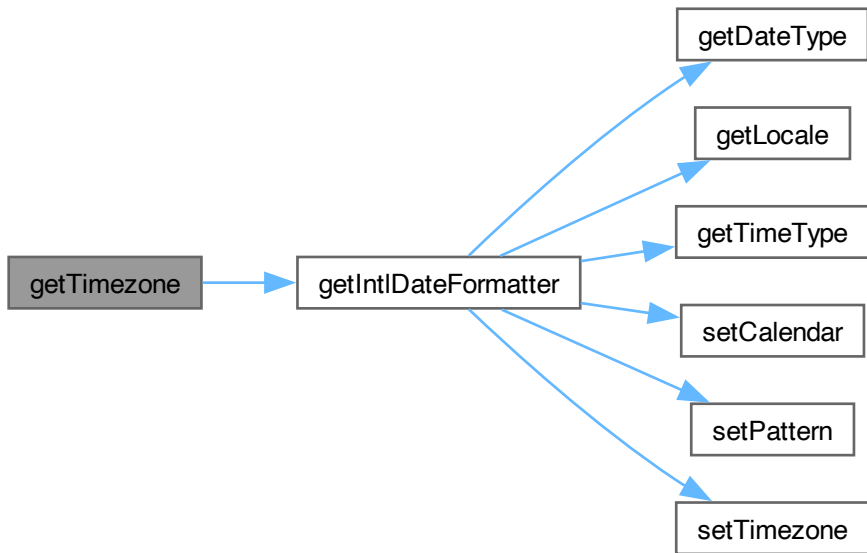 getTimezone
getIntlDateFormatter
getDateType
getLocale
getTimeType
setCalendar
setPattern
setTimezone